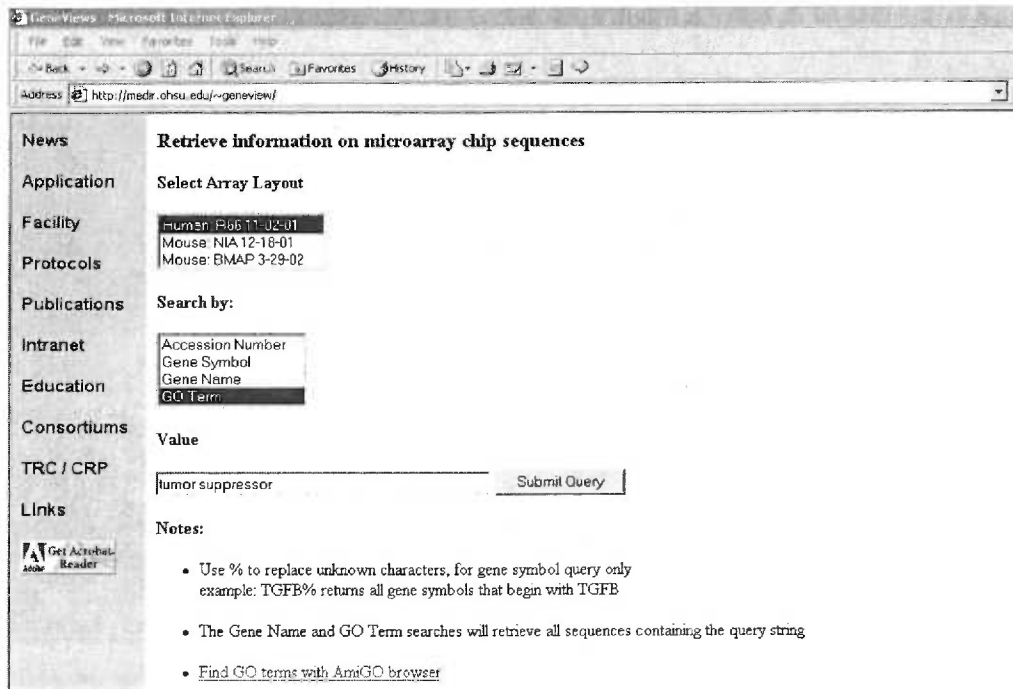 GeneViews - Microsoft Internet Explorer
File Edit View Favorites Tools Help
Back Search Favorites History
Address http://medir.ohsu.edu/~geneview/
News
Application
Facility
Protocols
Publications
Intranet
Education
Consortiums
TRC / CRP
Links
Get Acrobat
Reader
Adobe
Retrieve information on microarray chip sequences
Select Array Layout
Human: R66 11-02-01
Mouse: NIA 12-18-01
Mouse: BMAP 3-29-02
Search by:
Accession Number
Gene Symbol
Gene Name
GO Term
Value
tumor suppressor
Submit Query
Notes:
• Use % to replace unknown characters, for gene symbol query only
example: TGFB% returns all gene symbols that begin with TGFB
• The Gene Name and GO Term searches will retrieve all sequences containing the query string
• Find GO terms with AmiGO browser